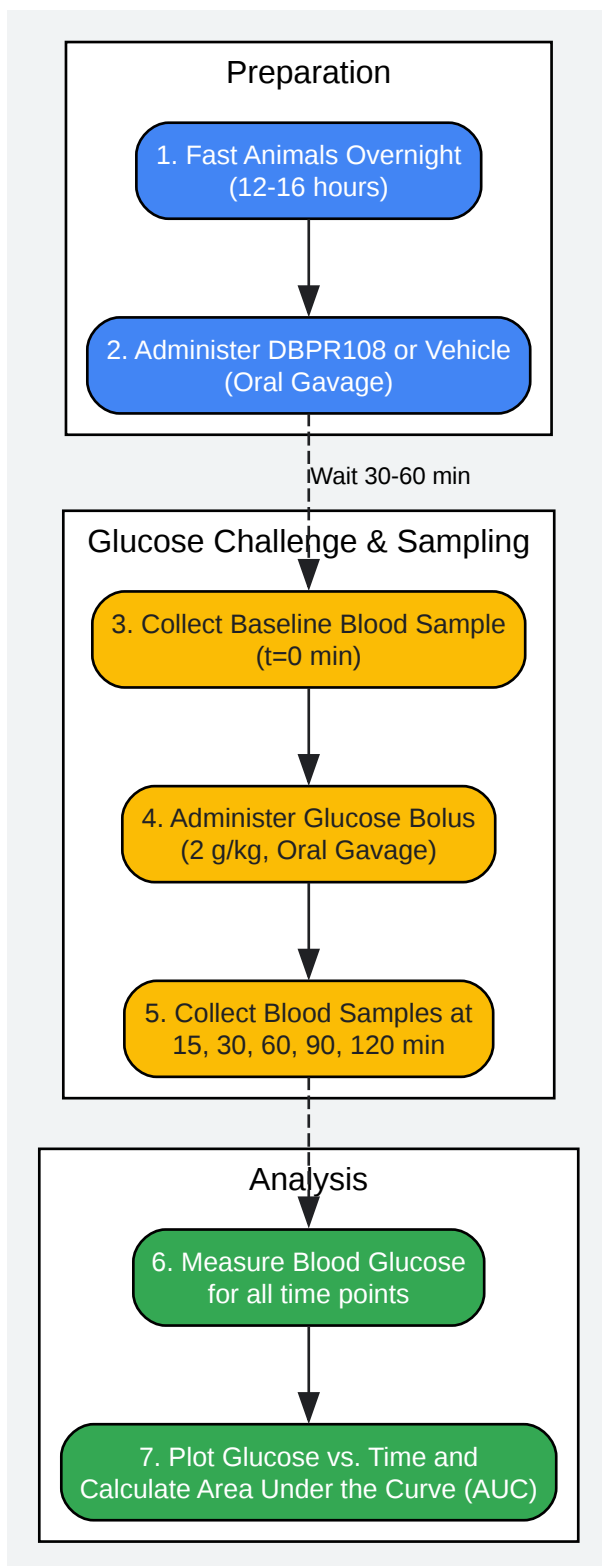 Preparation
1. Fast Animals Overnight
(12-16 hours)
2. Administer DBPR108 or Vehicle
(Oral Gavage)
Wait 30-60 min
Glucose Challenge & Sampling
3. Collect Baseline Blood Sample
(t=0 min)
4. Administer Glucose Bolus
(2 g/kg, Oral Gavage)
5. Collect Blood Samples at
15, 30, 60, 90, 120 min
Analysis
6. Measure Blood Glucose
for all time points
7. Plot Glucose vs. Time and
Calculate Area Under the Curve (AUC)